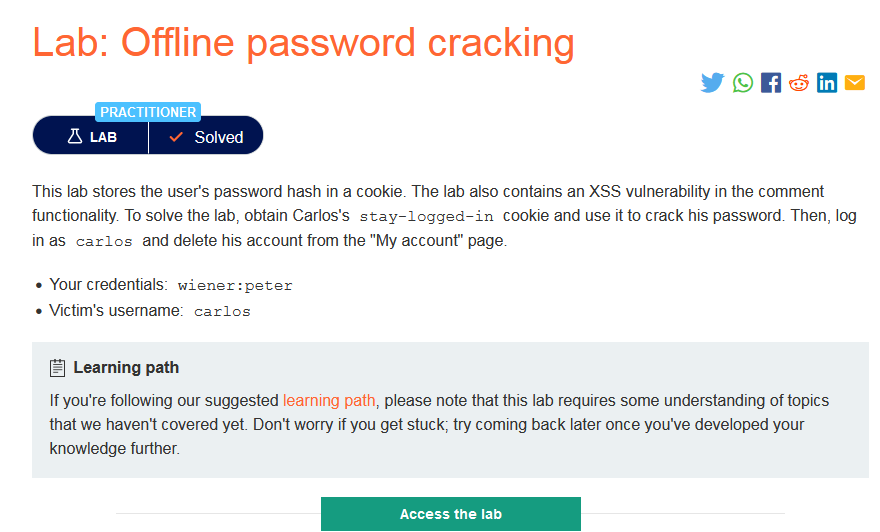 Lab: Offline password cracking
PRACTITIONER
LAB
Solved
This lab stores the user's password hash in a cookie. The lab also contains an XSS vulnerability in the comment
functionality. To solve the lab, obtain Carlos's stay-logged-in cookie and use it to crack his password. Then, log
in as carlos and delete his account from the "My account" page.
• Your credentials: wiener:peter
• Victim's username: carlos
Learning path
If you're following our suggested learning path, please note that this lab requires some understanding of topics
that we haven't covered yet. Don't worry if you get stuck; try coming back later once you've developed your
knowledge further.
Access the lab